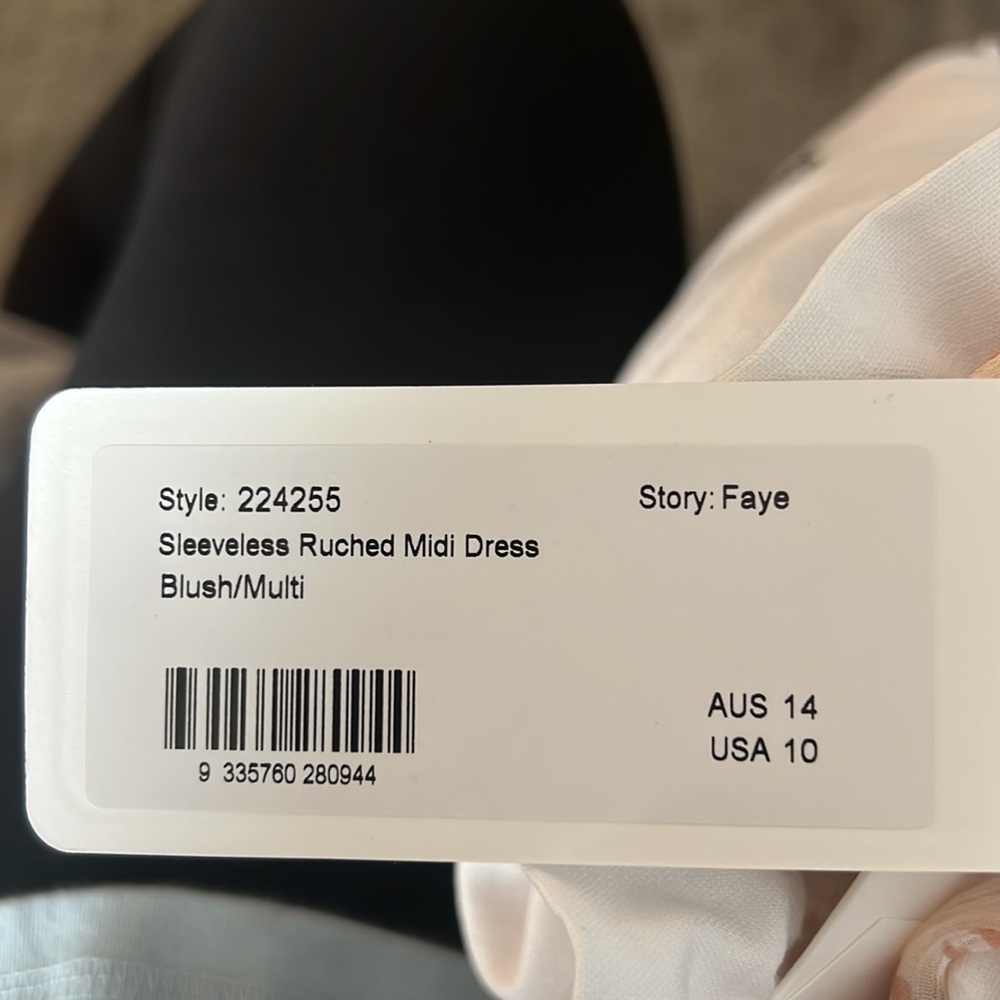 Style: 224255 Story: Faye
Sleeveless Ruched Midi Dress
Blush/Multi
AUS 14
USA 10
9 335760 280944